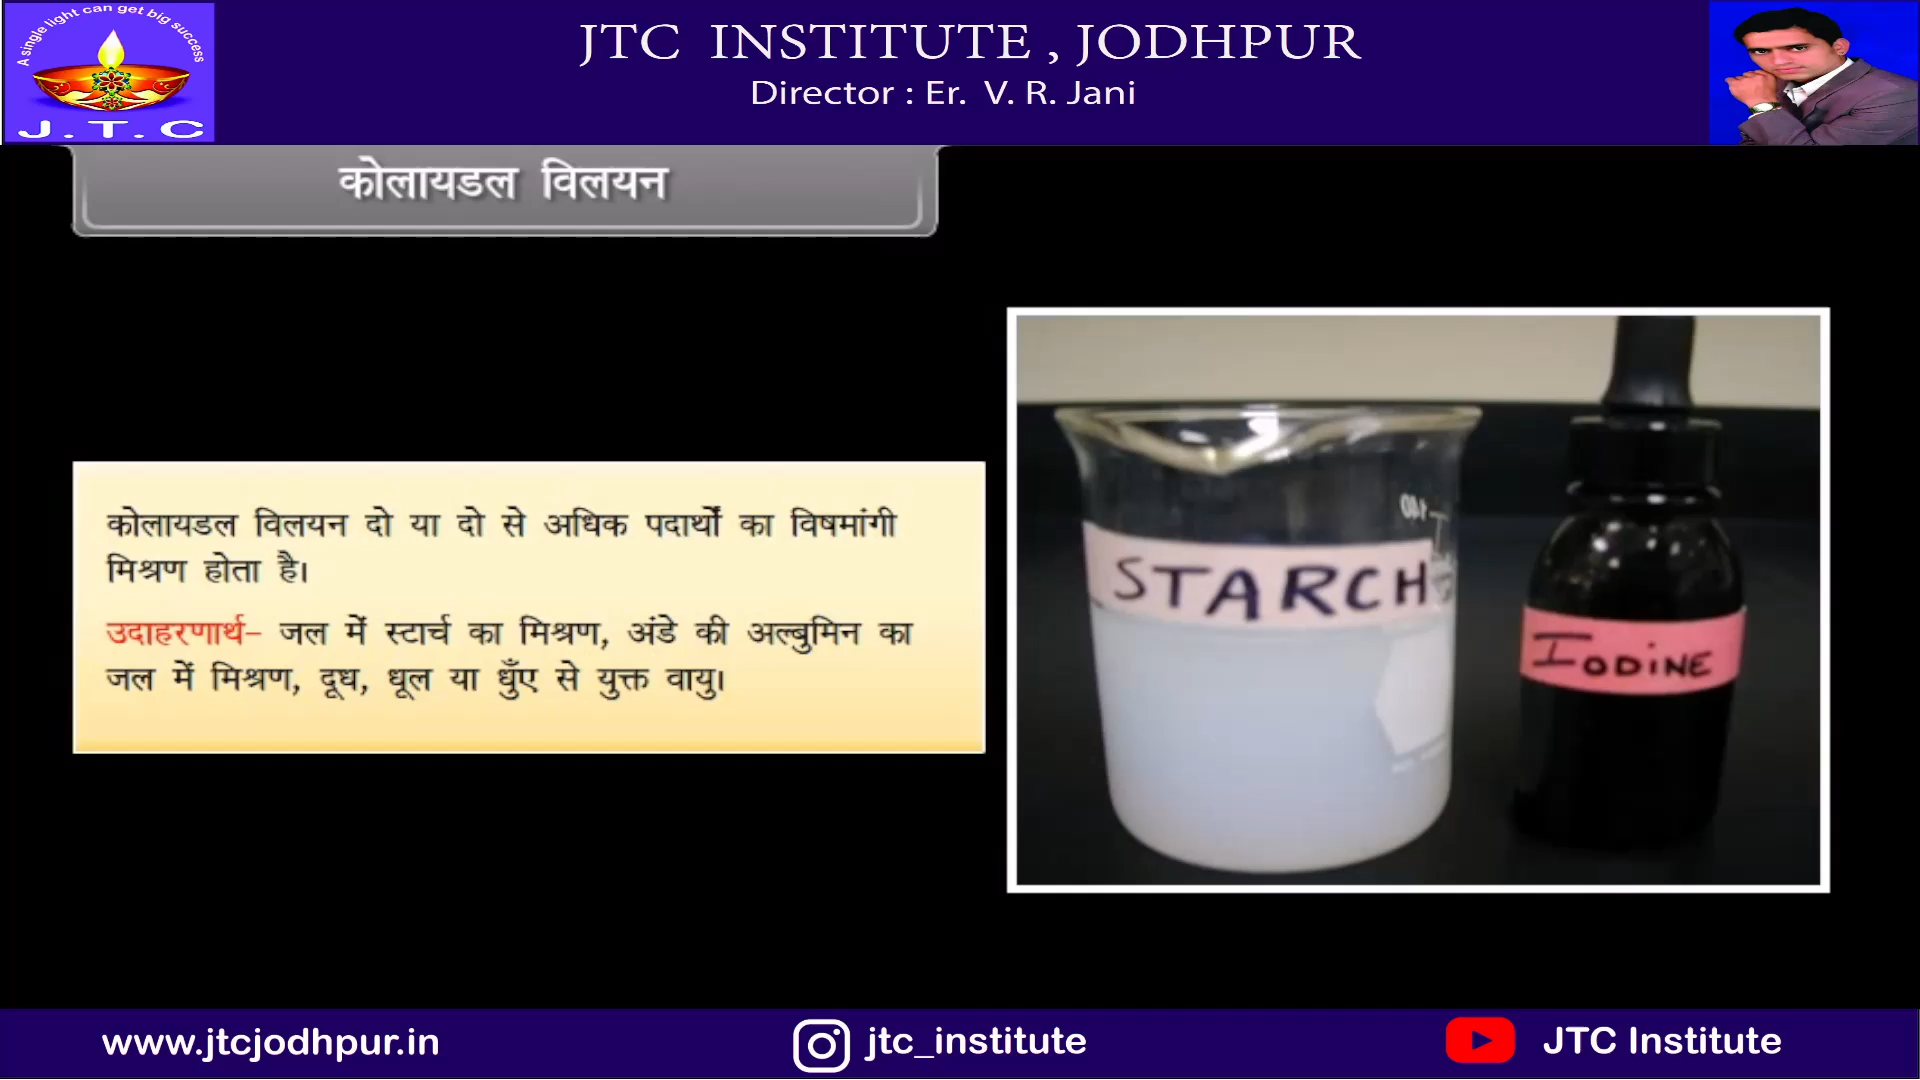 A single light can get big success
J.T.C
JTC INSTITUTE, JODHPUR
Director : Er. V. R. Jani
कोलायडल विलयन
कोलायडल विलयन दो या दो से अधिक पदार्थों का विषमांगी
मिश्रण होता है।
उदाहरणार्थ– जल में स्टार्च का मिश्रण, अंडे की अल्बुमिन का
जल में मिश्रण, दूध, धूल या धुँए से युक्त वायु।
140
STARCH
IODINE
www.jtcjodhpur.in
jtc_institute
JTC Institute